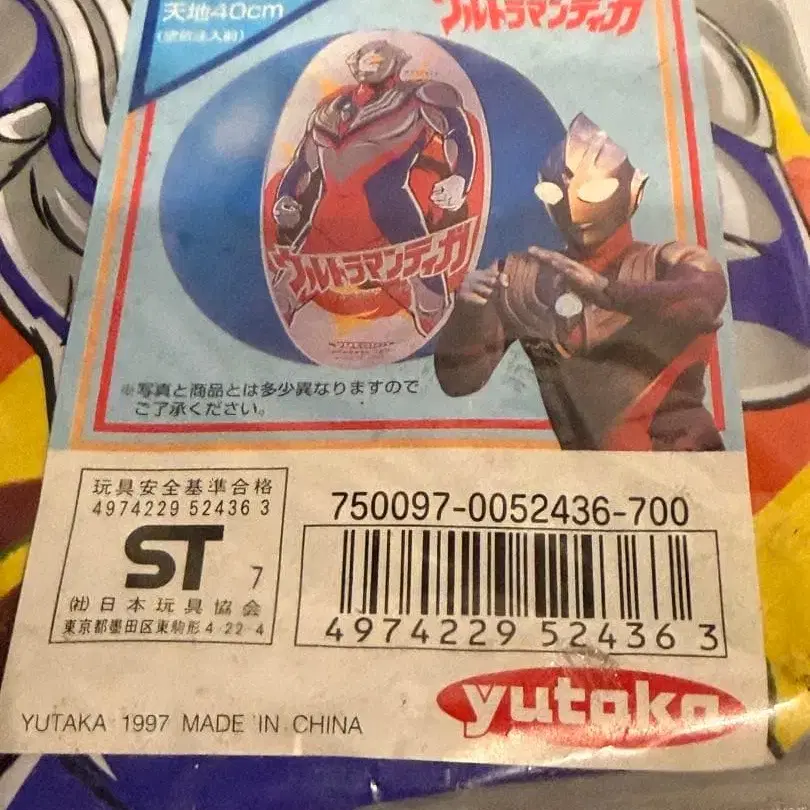 天地40cm
(空気注入前)
ウルトラマンティガ
ウルトラマンティガ
※写真と商品とは多少異なりますので
ご了承ください。
玩具安全基準合格
4974229 52436 3
ST 7
(社)日本玩具協会
東京都墨田区東駒形4-22-4
750097-0052436-700
4974229 52436 3
yutaka
YUTAKA 1997 MADE IN CHINA